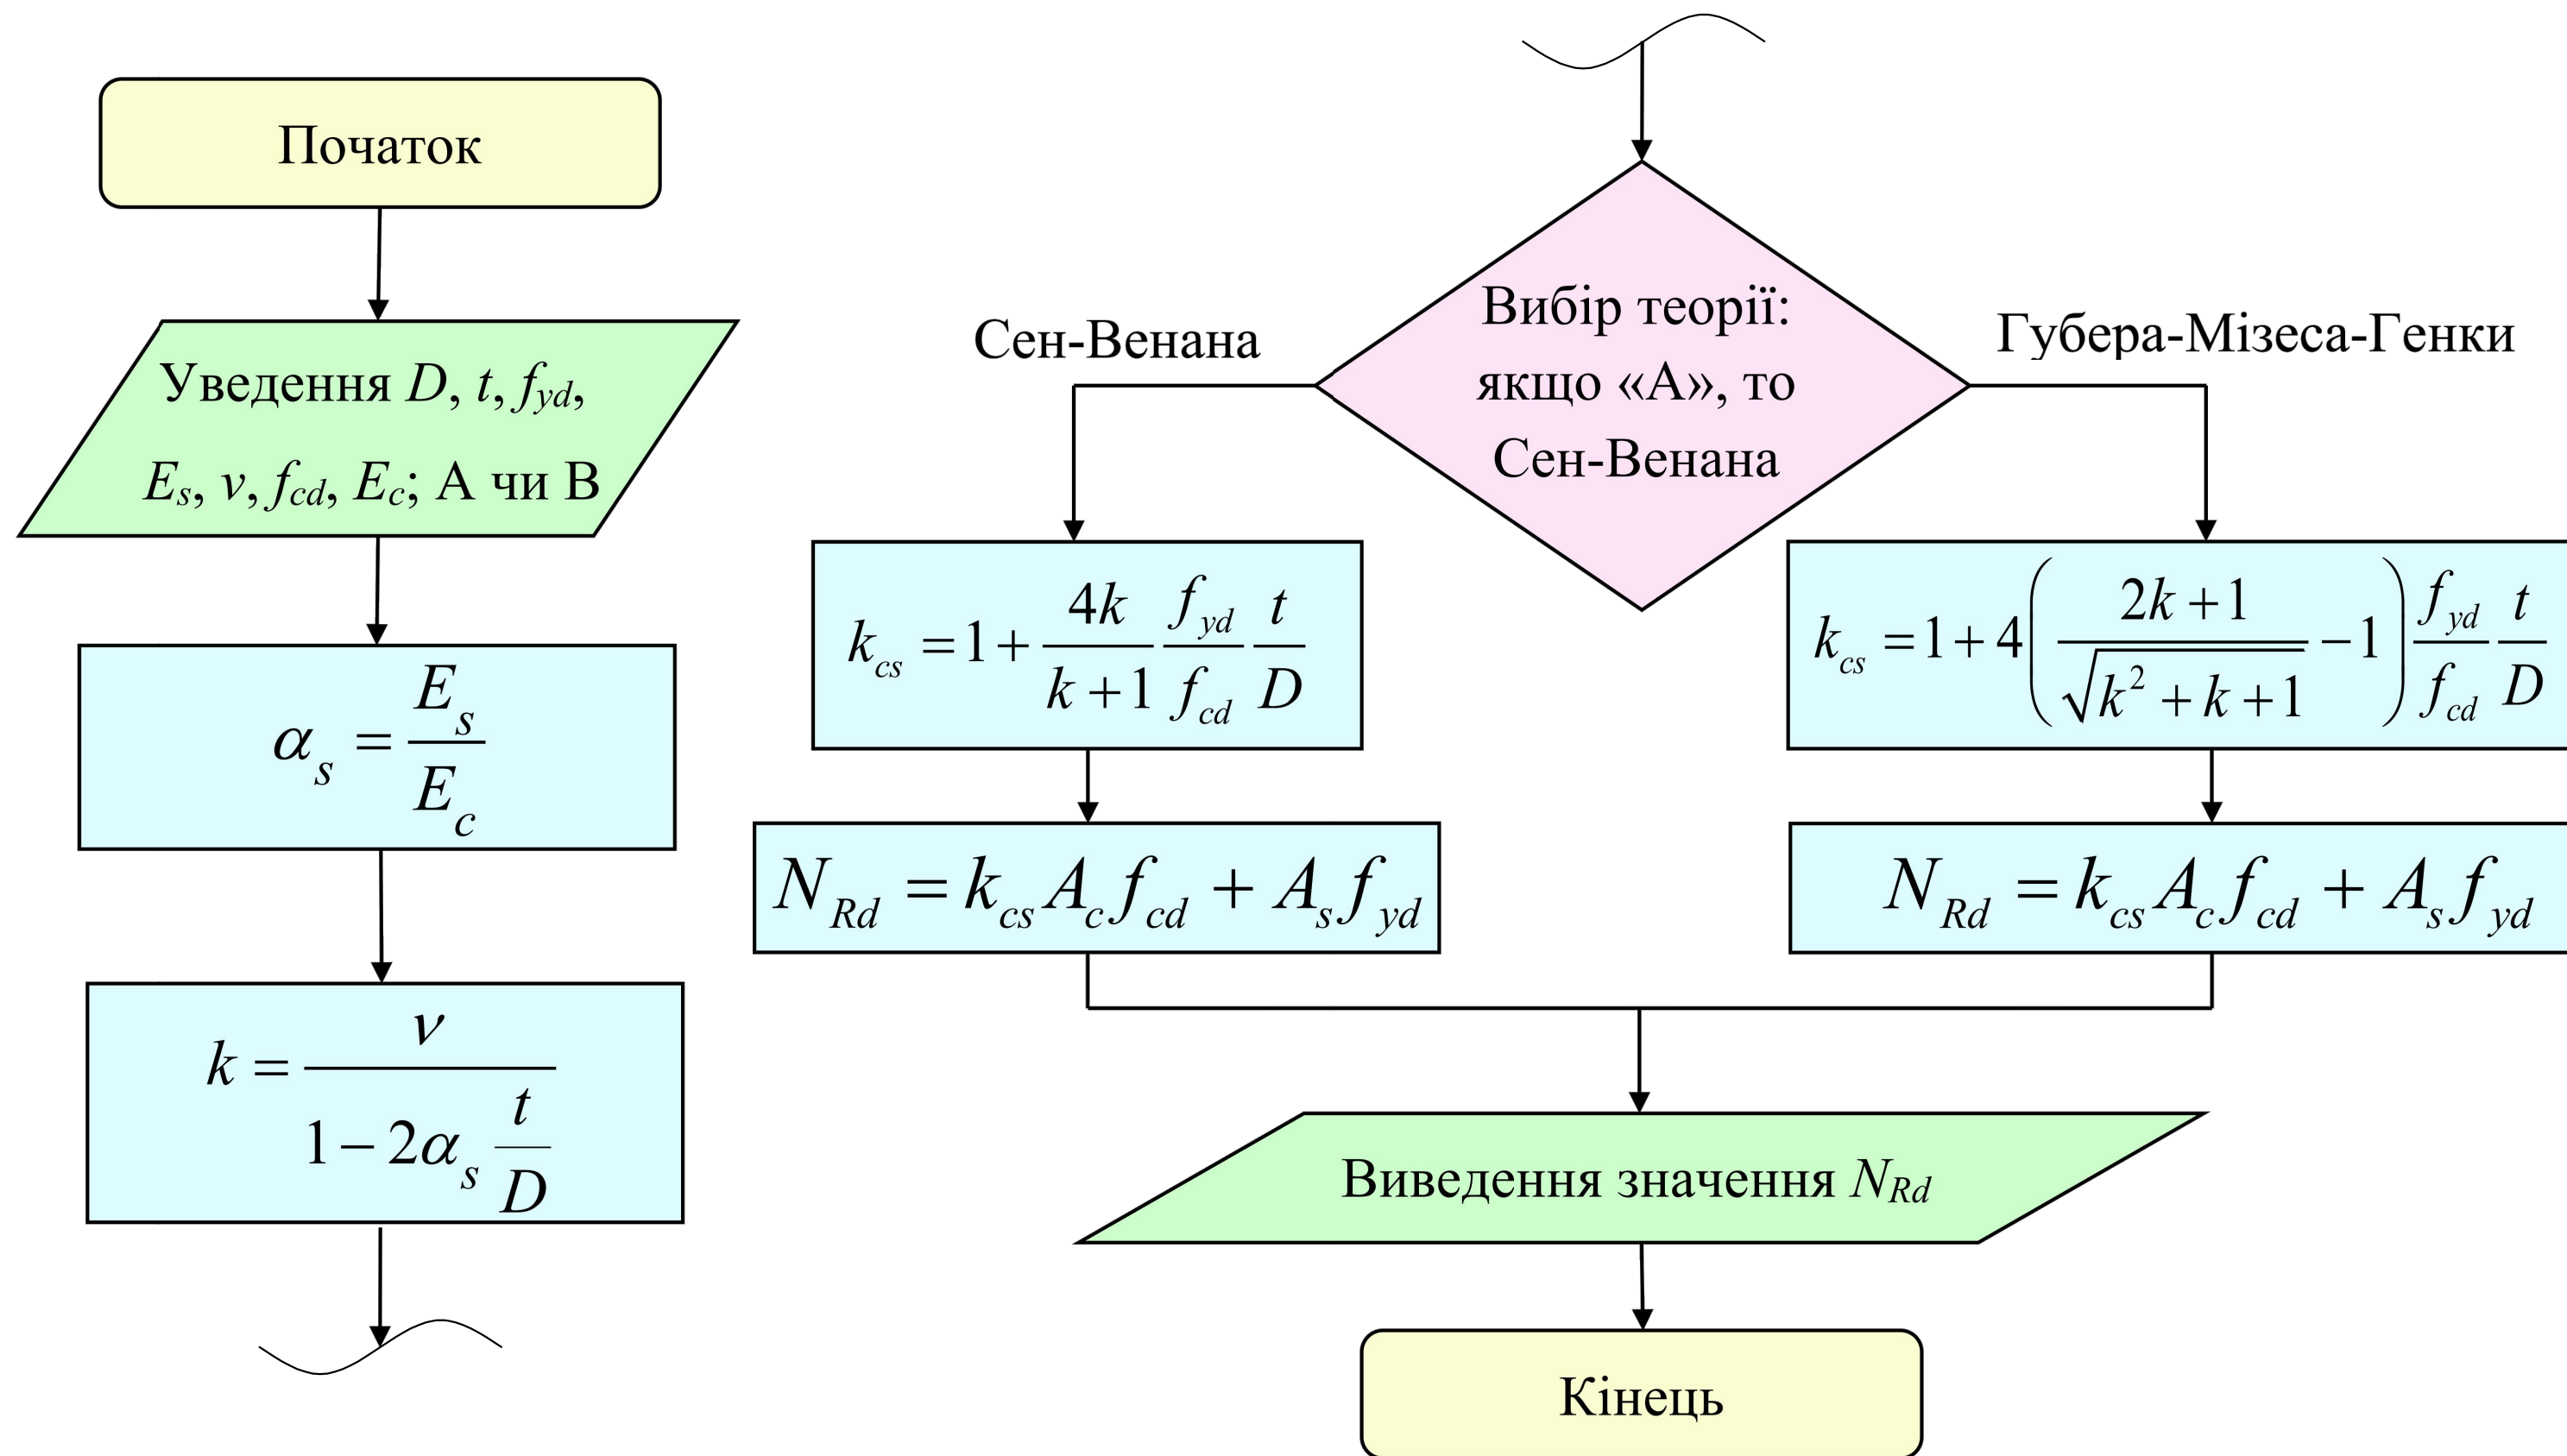 Початок
Уведення D, t, f_yd,
E_s, ν, f_cd, E_c; А чи В
α_s = E_s / E_c
k = ν / (1 − 2α_s t/D)
Вибір теорії:
якщо «А», то
Сен-Венана
Сен-Венана
Губера-Мізеса-Генки
k_cs = 1 + (4k / (k + 1)) (f_yd / f_cd) (t / D)
k_cs = 1 + 4((2k + 1) / √(k² + k + 1) − 1) (f_yd / f_cd) (t / D)
N_Rd = k_cs A_c f_cd + A_s f_yd
N_Rd = k_cs A_c f_cd + A_s f_yd
Виведення значення N_Rd
Кінець